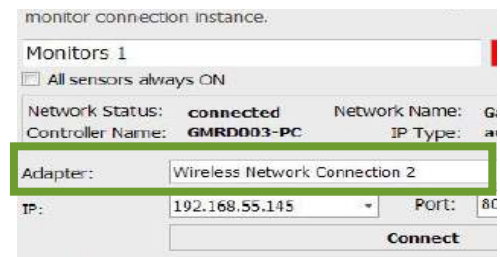 monitor connection instance.
Monitors 1
All sensors always ON
Network Status: connected Network Name:
Controller Name: GMRD003-PC IP Type:
Adapter: Wireless Network Connection 2
IP: 192.168.55.145 Port: 80
Connect